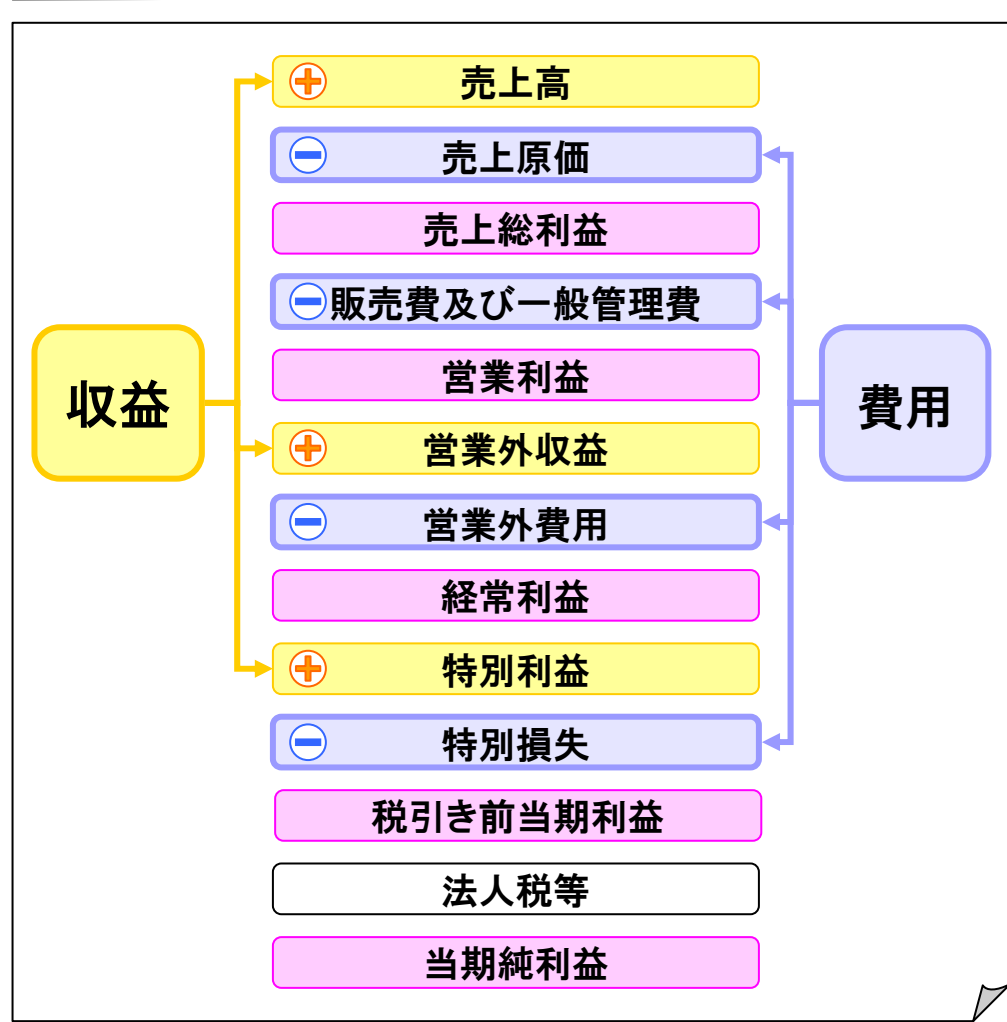 売上高
売上原価
売上総利益
販売費及び一般管理費
営業利益
収益
費用
営業外収益
営業外費用
経常利益
特別利益
特別損失
税引き前当期利益
法人税等
当期純利益